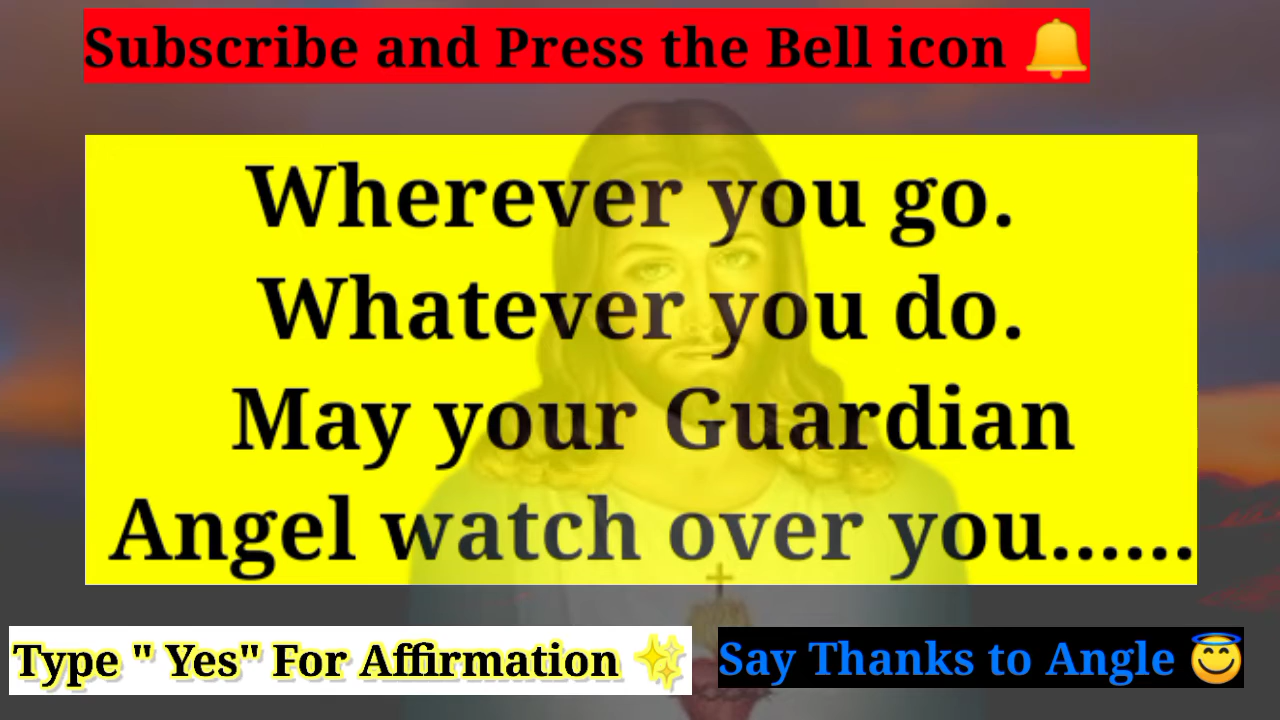 Subscribe and Press the Bell icon 🔔
Wherever you go.
Whatever you do.
May your Guardian
Angel watch over you......
Type " Yes" For Affirmation ✨
Say Thanks to Angle 😇